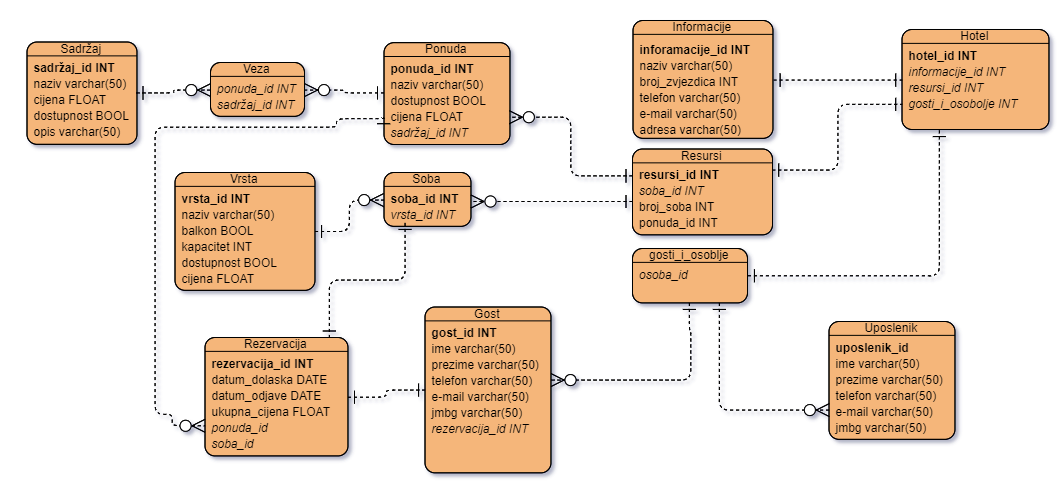 Sadržaj
sadržaj_id INT
naziv varchar(50)
cijena FLOAT
dostupnost BOOL
opis varchar(50)
Veza
ponuda_id INT
sadržaj_id INT
Ponuda
ponuda_id INT
naziv varchar(50)
dostupnost BOOL
cijena FLOAT
sadržaj_id INT
Informacije
inforamacije_id INT
naziv varchar(50)
broj_zvjezdica INT
telefon varchar(50)
e-mail varchar(50)
adresa varchar(50)
Hotel
hotel_id INT
informacije_id INT
resursi_id INT
gosti_i_osobolje INT
Vrsta
vrsta_id INT
naziv varchar(50)
balkon BOOL
kapacitet INT
dostupnost BOOL
cijena FLOAT
Soba
soba_id INT
vrsta_id INT
Resursi
resursi_id INT
soba_id INT
broj_soba INT
ponuda_id INT
gosti_i_osoblje
osoba_id
Rezervacija
rezervacija_id INT
datum_dolaska DATE
datum_odjave DATE
ukupna_cijena FLOAT
ponuda_id
soba_id
Gost
gost_id INT
ime varchar(50)
prezime varchar(50)
telefon varchar(50)
e-mail varchar(50)
jmbg varchar(50)
rezervacija_id INT
Uposlenik
uposlenik_id
ime varchar(50)
prezime varchar(50)
telefon varchar(50)
e-mail varchar(50)
jmbg varchar(50)